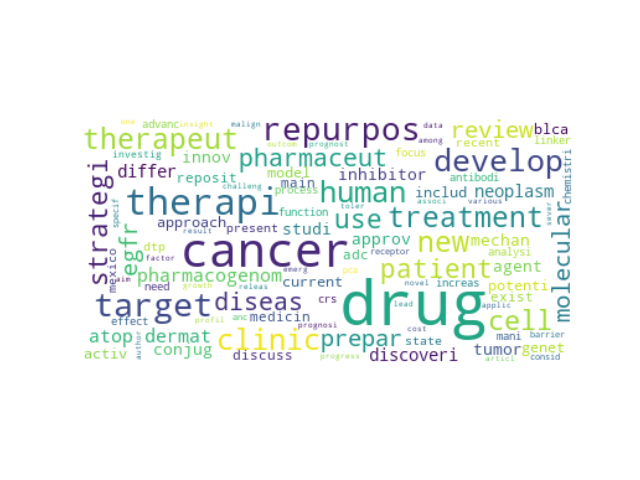 one
advanc
insight
malign
repurpos
data
review
blca
therapeut
outcom
prognost
among
recent
linker
investig
innov
pharmaceut
focus
develop
differ
reposit
model
main
process
inhibitor
antibodi
chemistri
strategi
specif
challeng
therapi
human
includ
neoplasm
associ
various
toler
function
approach
result
present
studi
use
treatment
molecular
sever
egfr
dtp
factor
cancer
approv
new
mechan
mexico
aim
need
pharmacogenom
emerg
adc
receptor
pca
patient
agent
analysi
growth
releas
current
novel
increas
potenti
exist
target
diseas
crs
drug
lead
applic
cell
effect
profil
anc
medicin
prognosi
cost
mani
barrier
atop
dermat
clinic
prepar
state
tumor
genet
activ
author
conjug
discuss
progress
discoveri
articl
consid